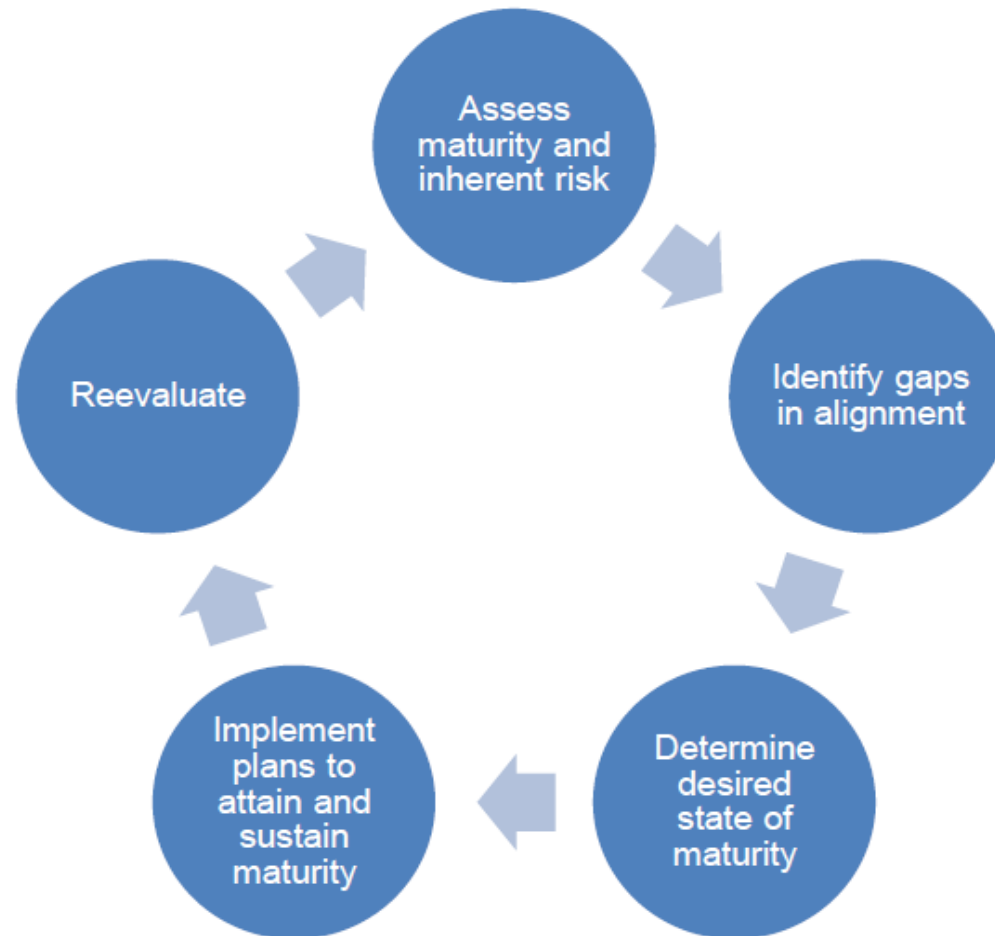 Assess
maturity and
inherent risk
Identify gaps
in alignment
Determine
desired
state of
maturity
Implement
plans to
attain and
sustain
maturity
Reevaluate